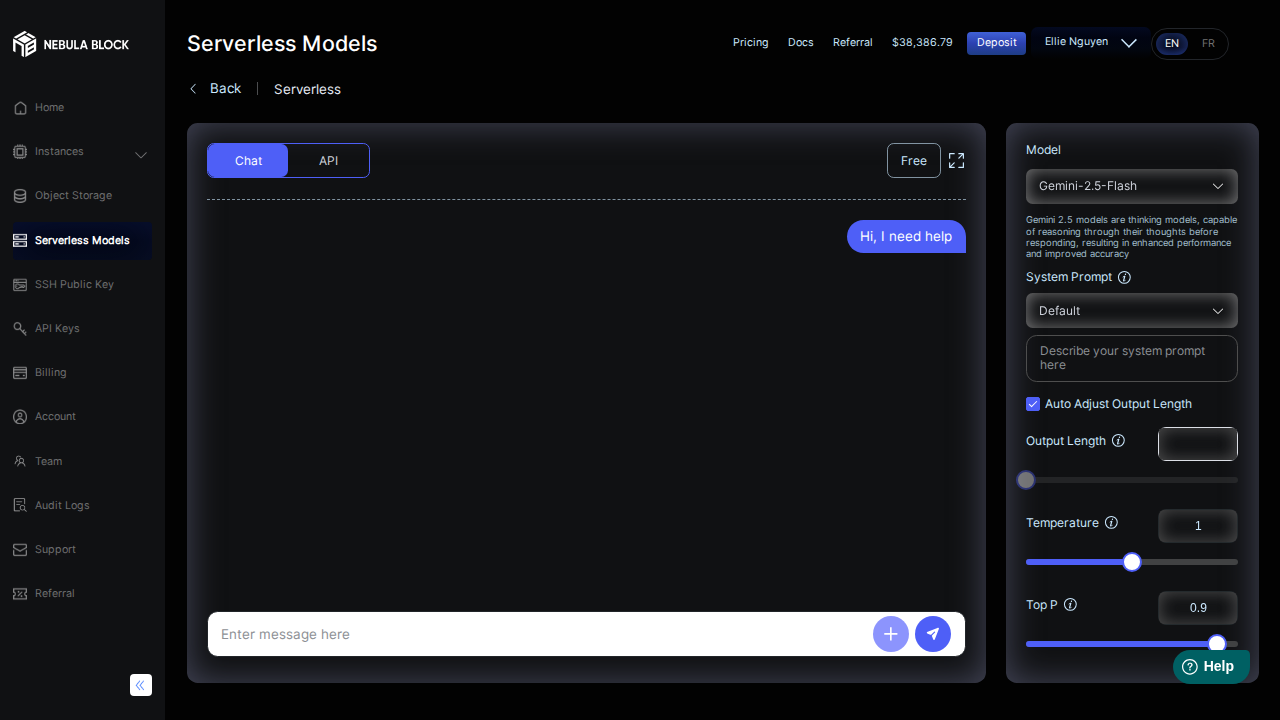 NEBULA BLOCK
Home
Instances
Object Storage
Serverless Models
SSH Public Key
API Keys
Billing
Account
Team
Audit Logs
Support
Referral
Serverless Models
Pricing
Docs
Referral
$38,386.79
Deposit
Ellie Nguyen
EN
FR
Back
Serverless
Chat
API
Free
Hi, I need help
Enter message here
Model
Gemini-2.5-Flash
Gemini 2.5 models are thinking models, capable
of reasoning through their thoughts before
responding, resulting in enhanced performance
and improved accuracy
System Prompt
Default
Describe your system prompt
here
Auto Adjust Output Length
Output Length
Temperature
1
Top P
0.9
Help